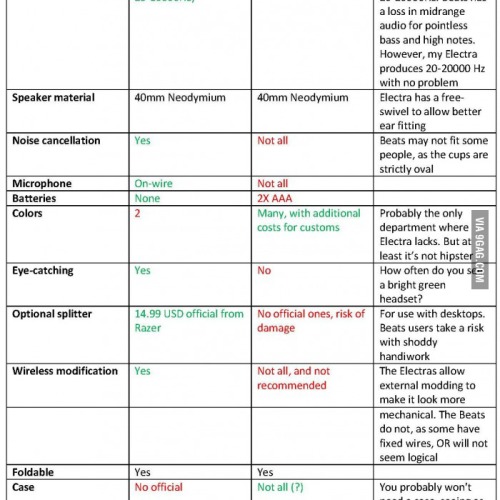 a loss in midrange
audio for pointless
bass and high notes.
However, my Electra
produces 20-20000 Hz
with no problem
Speaker material 40mm Neodymium 40mm Neodymium Electra has a free-
swivel to allow better
ear fitting
Noise cancellation Yes Not all Beats may not fit some
people, as the cups are
strictly oval
Microphone On-wire Not all
Batteries None 2X AAA
Colors 2 Many, with additional Probably the only
costs for customs department where
Electra lacks. But at
least it's not hipster
Eye-catching Yes No How often do you see
a bright green
headset?
Optional splitter 14.99 USD official from No official ones, risk of For use with desktops.
Razer damage Beats users take a risk
with shoddy
handiwork
Wireless modification Yes Not all, and not The Electras allow
recommended external modding to
make it look more
mechanical. The Beats
do not, as some have
fixed wires, OR will not
seem logical
Foldable Yes Yes
Case No official Not all (?) You probably won't
VIA 9GAG.COM